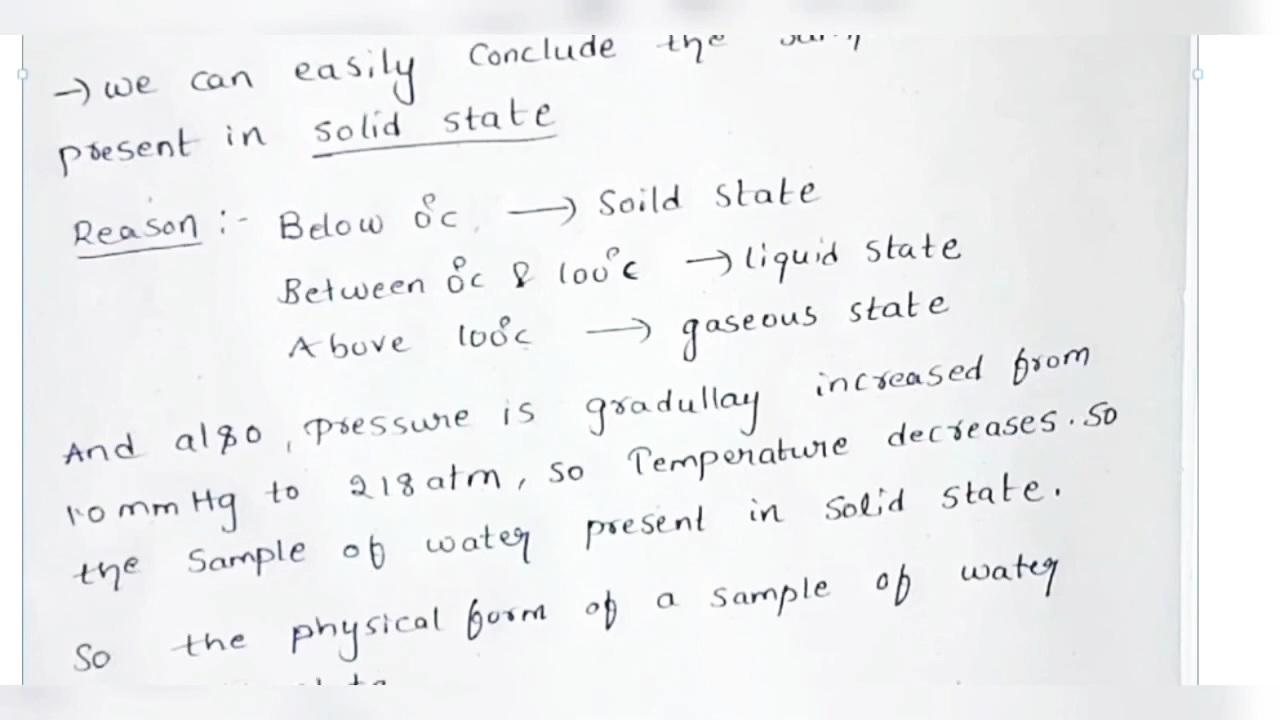 → we can easily conclude the
present in solid state
Reason :- Below 0°C → Soild state
Between 0°C & 100°C → liquid state
Above 100°C → gaseous state
And also, pressure is gradullay increased from
1.0 mm Hg to 218 atm, so Temperature decreases. So
the sample of water present in solid state.
So the physical form of a sample of water